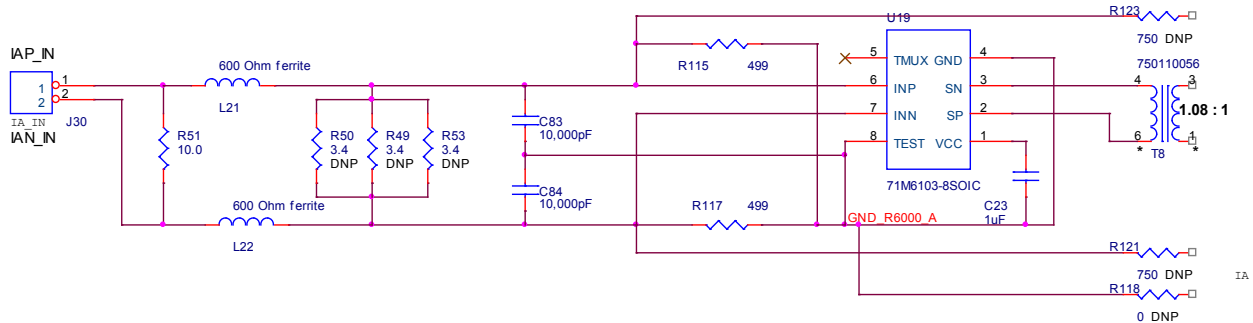 R123
750 DNP
U19
IAP_IN
600 Ohm ferrite
L21
R115 499
5 TMUX GND 4
6 INP SN 3
7 INN SP 2
8 TEST VCC 1
71M6103-8SOIC
750110056
4 3
1.08 : 1
6 1
* *
T8
1 1
2 2
IA_IN J30
IAN_IN
R51
10.0
R50
3.4
DNP
R49
3.4
DNP
R53
3.4
DNP
C83
10,000pF
C84
10,000pF
600 Ohm ferrite
L22
R117 499
GND_R6000_A
C23
1uF
R121
750 DNP
IA
R118
0 DNP